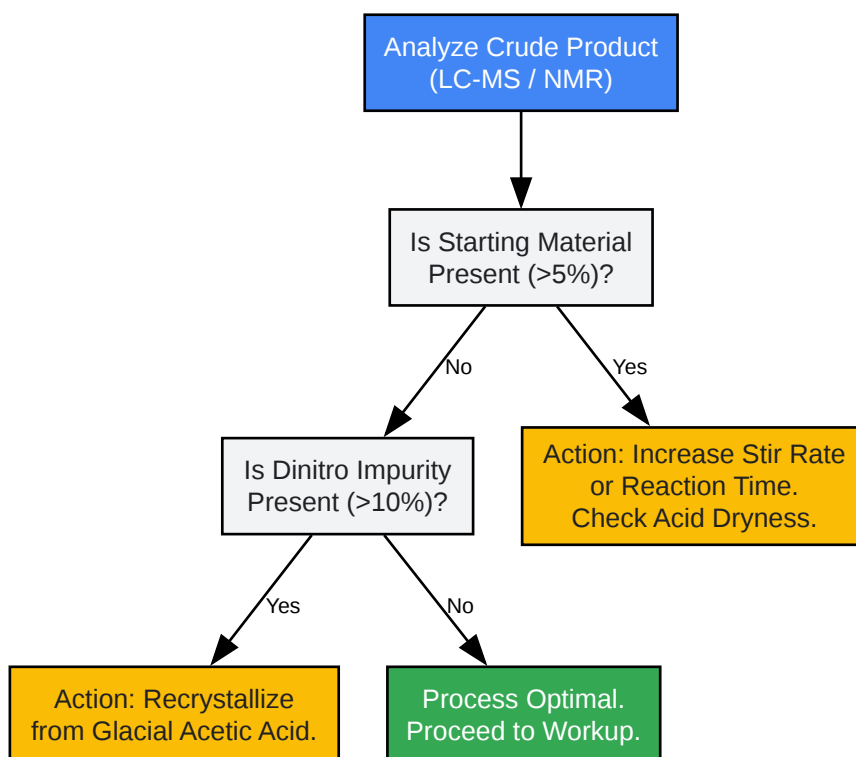 Analyze Crude Product
(LC-MS / NMR)
Is Starting Material
Present (>5%)?
No
Yes
Is Dinitro Impurity
Present (>10%)?
Action: Increase Stir Rate
or Reaction Time.
Check Acid Dryness.
Yes
No
Action: Recrystallize
from Glacial Acetic Acid.
Process Optimal.
Proceed to Workup.